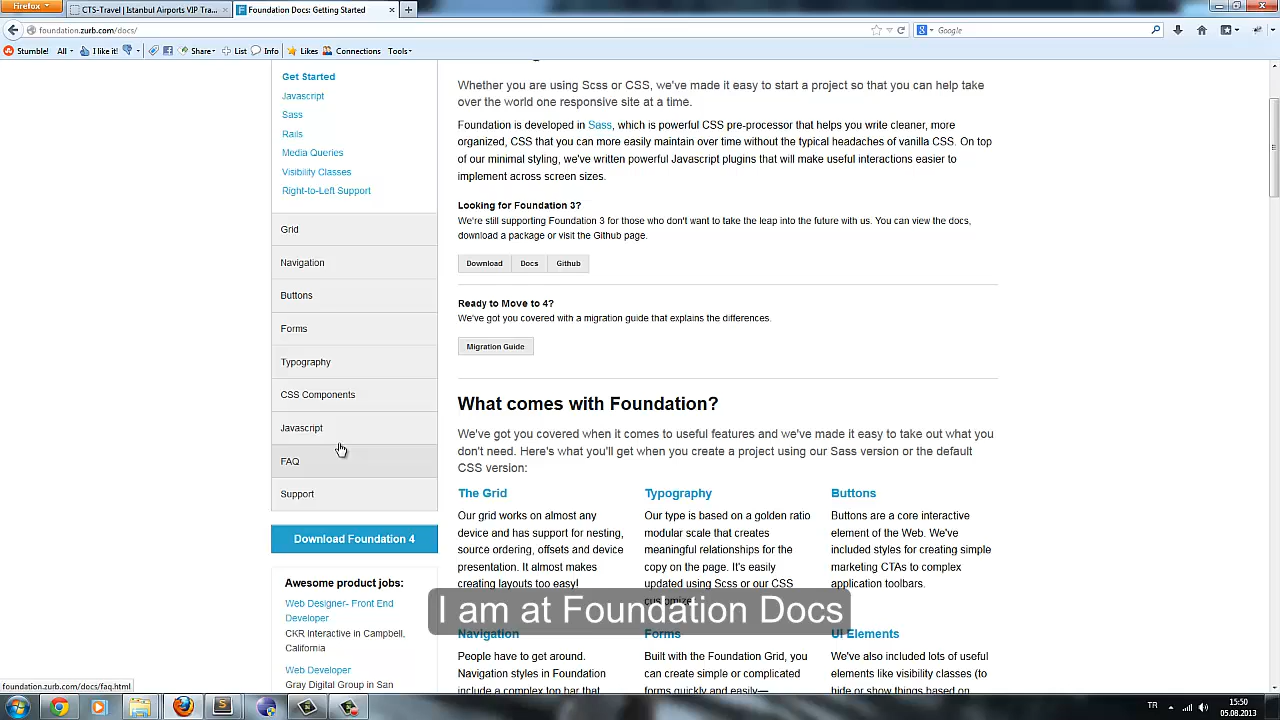 Firefox
CTS-Travel | Istanbul Airports VIP Tra...
Foundation Docs: Getting Started
foundation.zurb.com/docs/
Google
Stumble!
All
I like it!
Share
List
Info
Likes
Connections
Tools
Get Started
Javascript
Sass
Rails
Media Queries
Visibility Classes
Right-to-Left Support
Grid
Navigation
Buttons
Forms
Typography
CSS Components
Javascript
FAQ
Support
Download Foundation 4
Awesome product jobs:
Web Designer- Front End
Developer
CKR Interactive in Campbell,
California
Web Developer
Gray Digital Group in San
Whether you are using Scss or CSS, we've made it easy to start a project so that you can help take
over the world one responsive site at a time.
Foundation is developed in Sass, which is powerful CSS pre-processor that helps you write cleaner, more
organized, CSS that you can more easily maintain over time without the typical headaches of vanilla CSS. On top
of our minimal styling, we've written powerful Javascript plugins that will make useful interactions easier to
implement across screen sizes.
Looking for Foundation 3?
We're still supporting Foundation 3 for those who don't want to take the leap into the future with us. You can view the docs,
download a package or visit the Github page.
Download
Docs
Github
Ready to Move to 4?
We've got you covered with a migration guide that explains the differences.
Migration Guide
What comes with Foundation?
We've got you covered when it comes to useful features and we've made it easy to take out what you
don't need. Here's what you'll get when you create a project using our Sass version or the default
CSS version:
The Grid
Our grid works on almost any
device and has support for nesting,
source ordering, offsets and device
presentation. It almost makes
creating layouts too easy!
Typography
Our type is based on a golden ratio
modular scale that creates
meaningful relationships for the
copy on the page. It's easily
updated using Scss or our CSS
customize
Buttons
Buttons are a core interactive
element of the Web. We've
included styles for creating simple
marketing CTAs to complex
application toolbars.
I am at Foundation Docs
Navigation
People have to get around.
Navigation styles in Foundation
include a complex top bar that
Forms
Built with the Foundation Grid, you
can create simple or complicated
forms quickly and easily—
UI Elements
We've also included lots of useful
elements like visibility classes (to
hide or show things based on
foundation.zurb.com/docs/faq.html
TR
15:50
05.08.2013